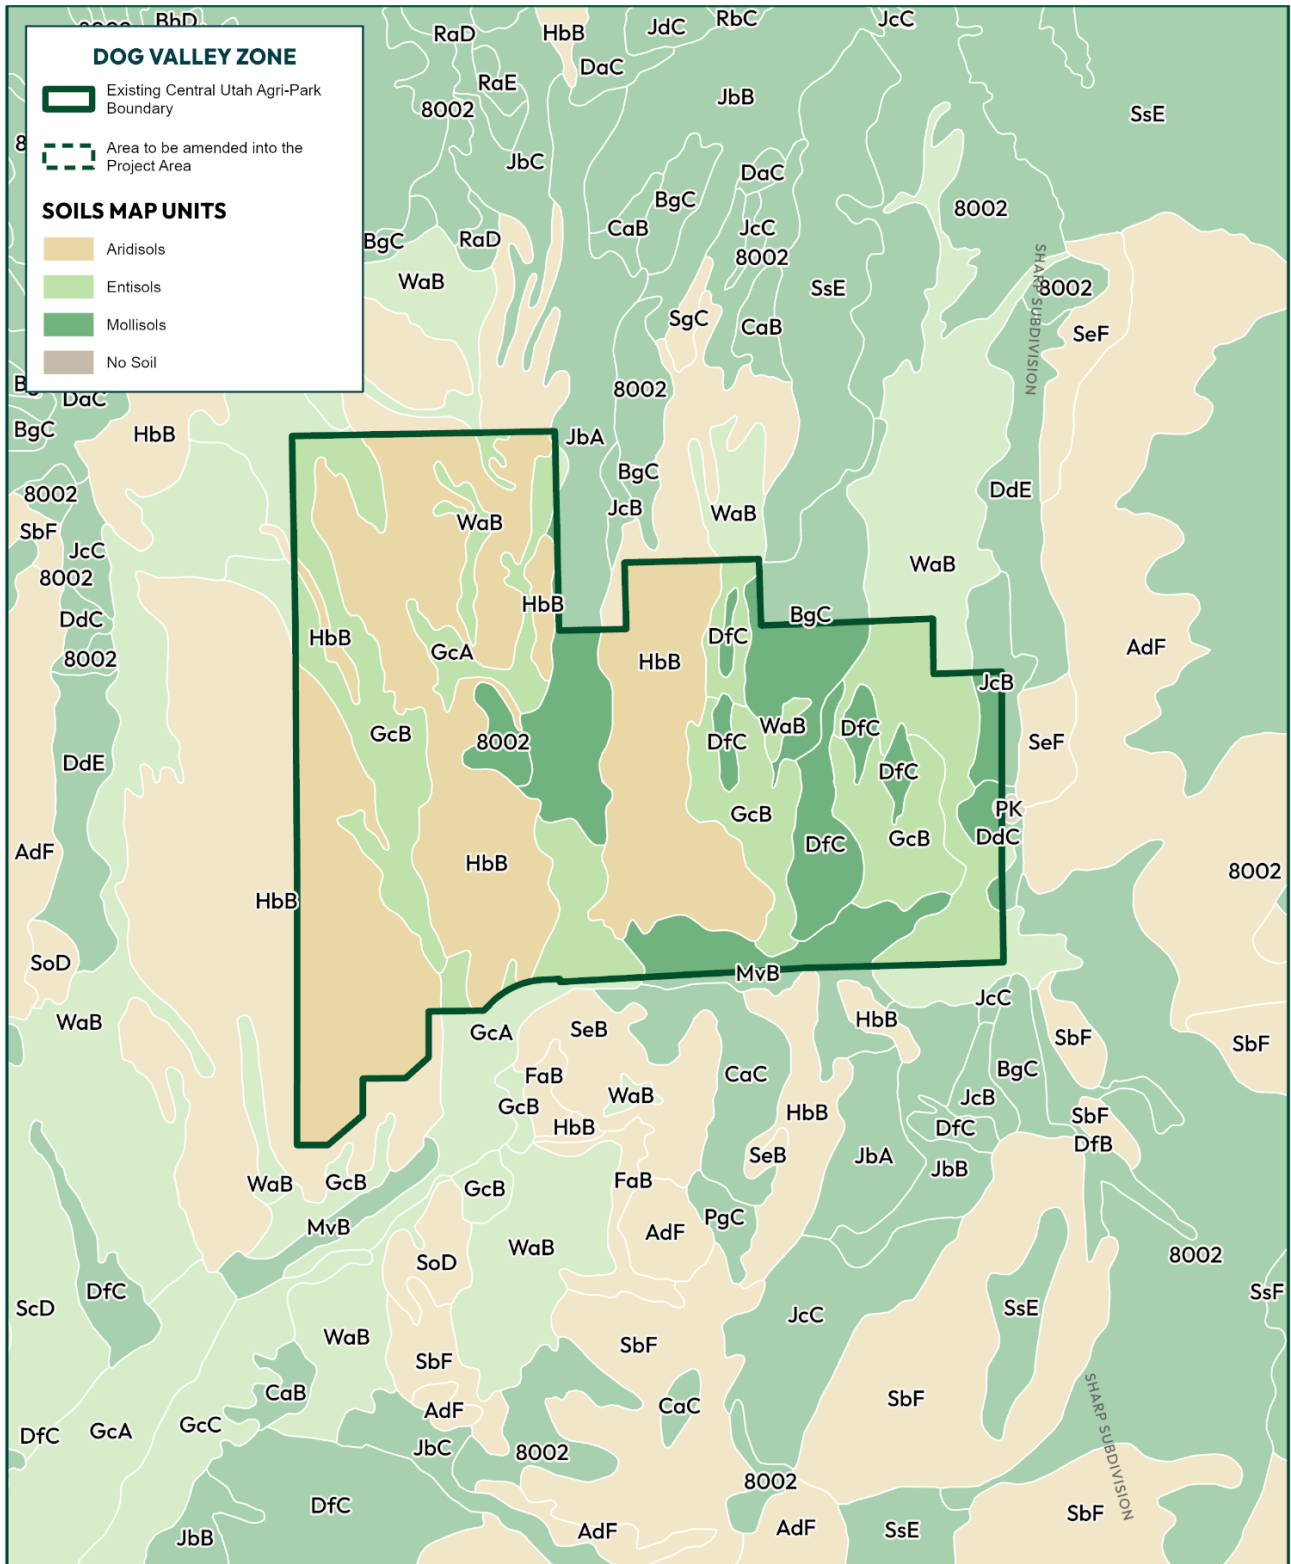 8002
BhD
RaD
HbB
JdC
RbC
JcC
DaC
RaE
8002
JbB
SsE
JbC
DaC
BgC
CaB
JcC
8002
8002
BgC
RaD
WaB
SsE
8002
SgC
CaB
SeF
SHARP SUBDIVISION
DOG VALLEY ZONE
Existing Central Utah Agri-Park
Boundary
Area to be amended into the
Project Area
SOILS MAP UNITS
Aridisols
Entisols
Mollisols
No Soil
8002
DaC
BgC
HbB
JbA
BgC
8002
JcB
DdE
WaB
WaB
SbF
JcC
8002
WaB
HbB
BgC
DdC
HbB
DfC
8002
GcA
HbB
AdF
JcB
GcB
8002
DfC
WaB
DfC
SeF
DdE
DfC
GcB
PK
DfC
GcB
DdC
AdF
HbB
8002
HbB
SoD
MvB
JcC
WaB
GcA
SeB
HbB
SbF
SbF
FaB
CaC
BgC
GcB
WaB
JcB
HbB
HbB
DfC
SbF
DfB
SeB
JbA
JbB
WaB
GcB
GcB
FaB
MvB
PgC
AdF
WaB
SoD
8002
DfC
SsF
ScD
SsE
JcC
WaB
SbF
SbF
CaB
SbF
CaC
AdF
GcC
GcA
DfC
JbC
8002
SHARP SUBDIVISION
8002
DfC
SbF
JbB
AdF
AdF
SsE